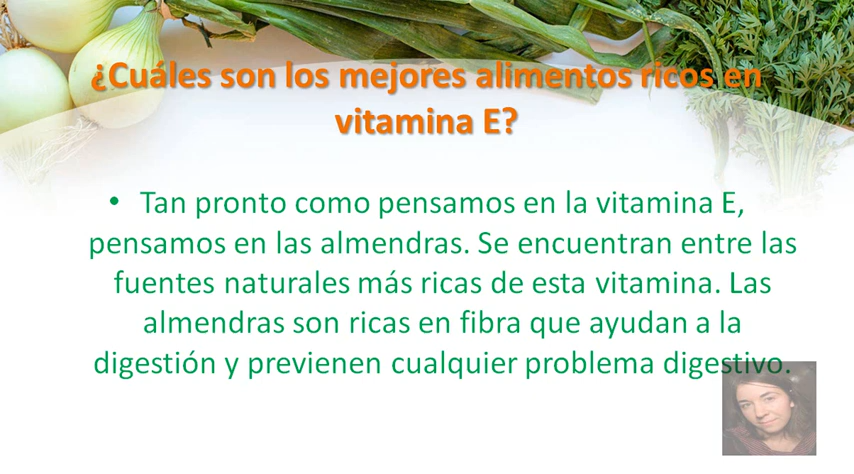 ¿Cuáles son los mejores alimentos ricos en
vitamina E?
• Tan pronto como pensamos en la vitamina E,
pensamos en las almendras. Se encuentran entre las
fuentes naturales más ricas de esta vitamina. Las
almendras son ricas en fibra que ayudan a la
digestión y previenen cualquier problema digestivo.